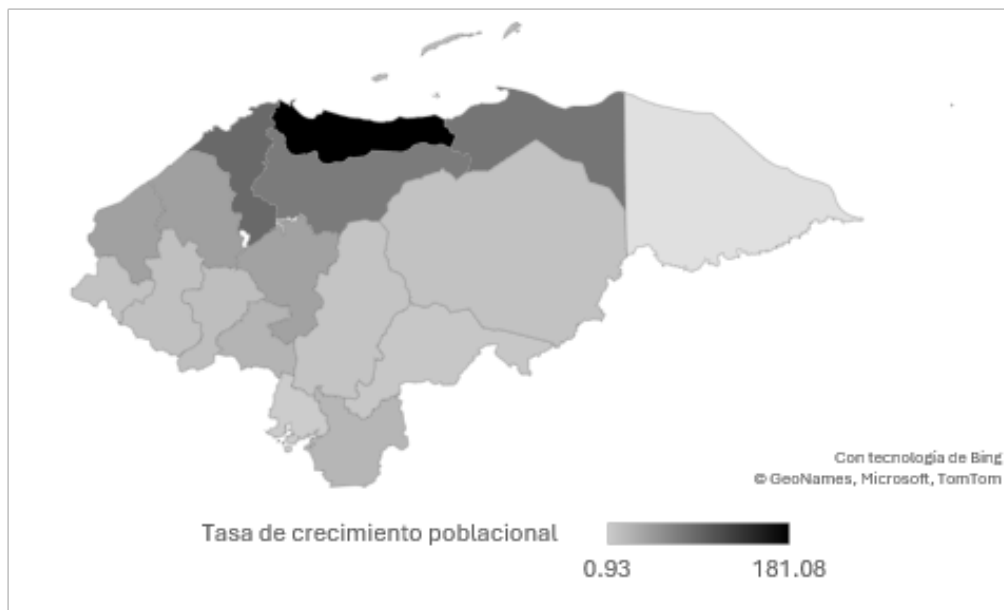 Con tecnología de Bing
© GeoNames, Microsoft, TomTom
Tasa de crecimiento poblacional
0.93
181.08